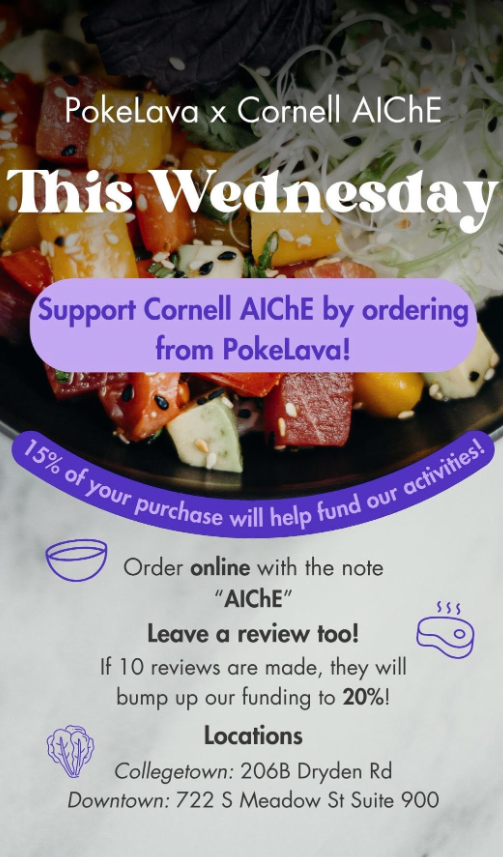 PokeLava x Cornell AIChE
This Wednesday
Support Cornell AIChE by ordering
from PokeLava!
15% of your purchase will help fund our activities!
Order online with the note
“AIChE”
Leave a review too!
If 10 reviews are made, they will
bump up our funding to 20%!
Locations
Collegetown: 206B Dryden Rd
Downtown: 722 S Meadow St Suite 900